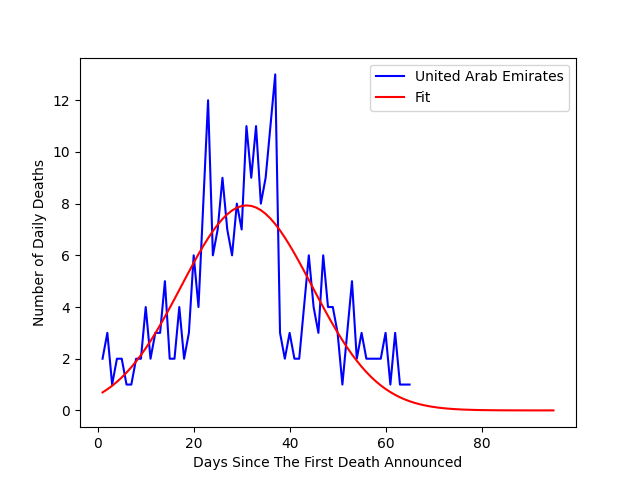 United Arab Emirates
Fit
Number of Daily Deaths
12
10
8
6
4
2
0
0 20 40 60 80
Days Since The First Death Announced